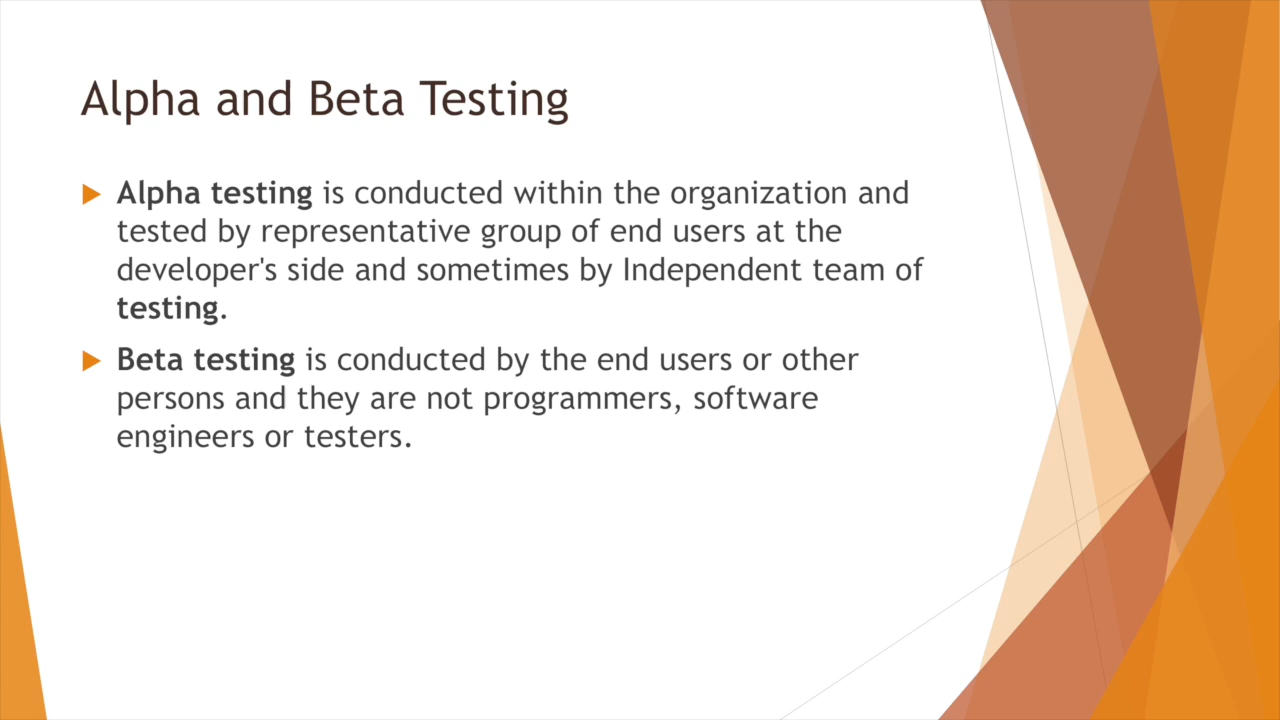 Alpha and Beta Testing
Alpha testing is conducted within the organization and
tested by representative group of end users at the
developer's side and sometimes by Independent team of
testing.
Beta testing is conducted by the end users or other
persons and they are not programmers, software
engineers or testers.